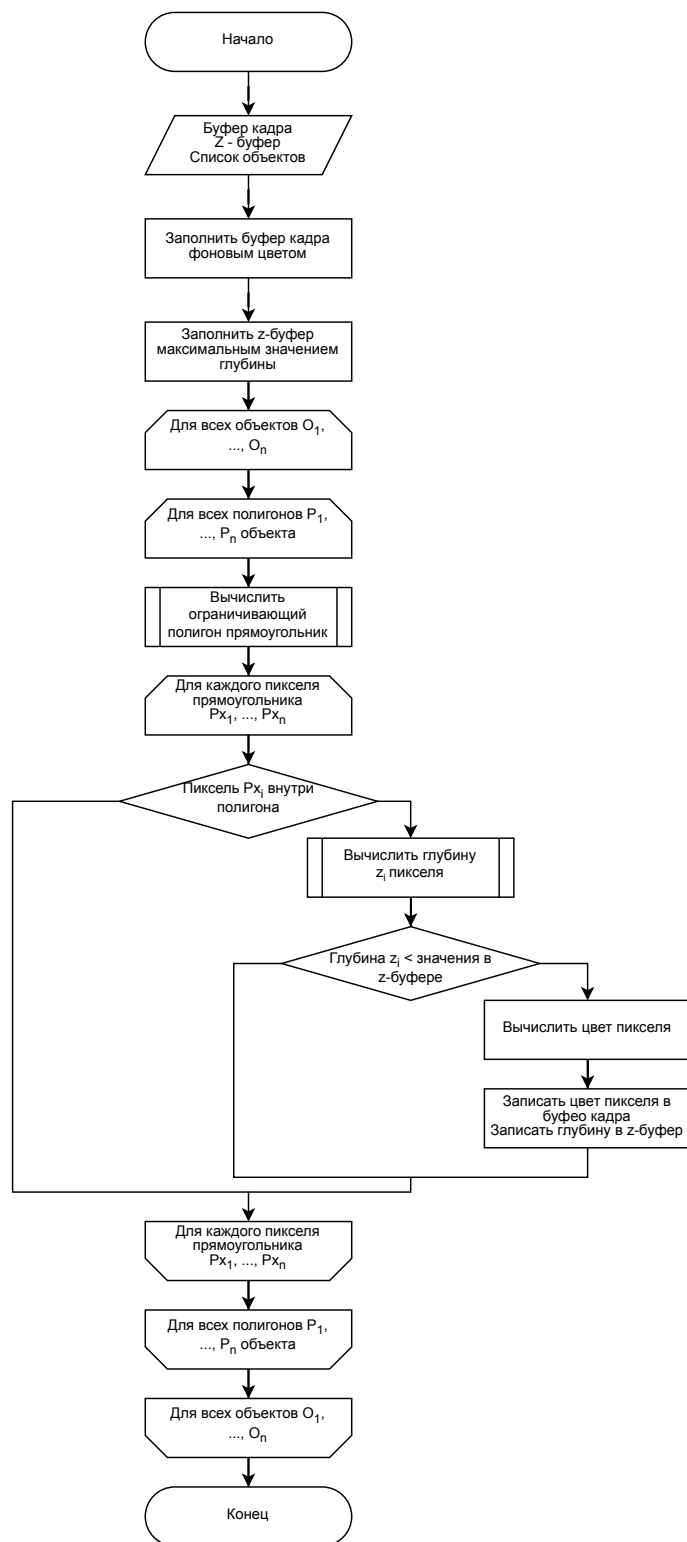 Начало
Буфер кадра
Z - буфер
Список объектов
Заполнить буфер кадра
фоновым цветом
Заполнить z-буфер
максимальным значением
глубины
Для всех объектов O₁,
..., Oₙ
Для всех полигонов P₁,
..., Pₙ объекта
Вычислить
ограничивающий
полигон прямоугольник
Для каждого пикселя
прямоугольника
Px₁, ..., Pxₙ
Пиксель Pxᵢ внутри
полигона
Вычислить глубину
zᵢ пикселя
Глубина zᵢ < значения в
z-буфере
Вычислить цвет пикселя
Записать цвет пикселя в
буфео кадра
Записать глубину в z-буфер
Для каждого пикселя
прямоугольника
Px₁, ..., Pxₙ
Для всех полигонов P₁,
..., Pₙ объекта
Для всех объектов O₁,
..., Oₙ
Конец